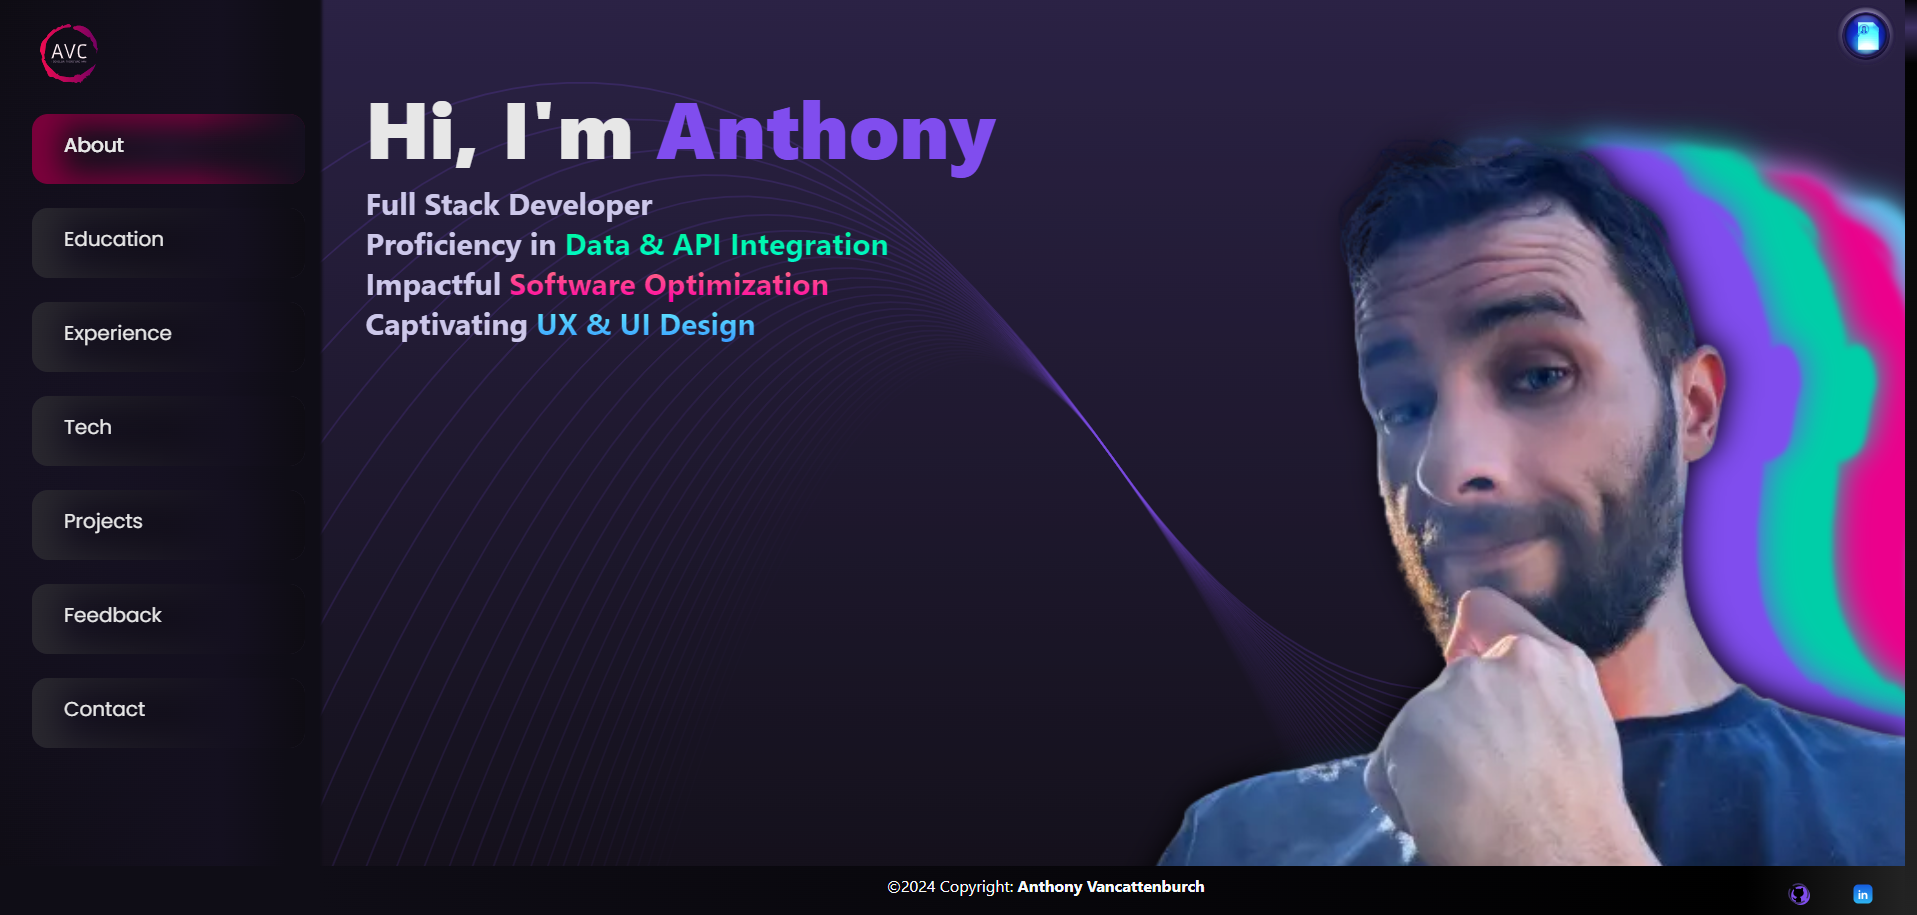 AVC
About
Education
Experience
Tech
Projects
Feedback
Contact
Hi, I'm Anthony
Full Stack Developer
Proficiency in Data & API Integration
Impactful Software Optimization
Captivating UX & UI Design
©2024 Copyright: Anthony Vancattenburch
in